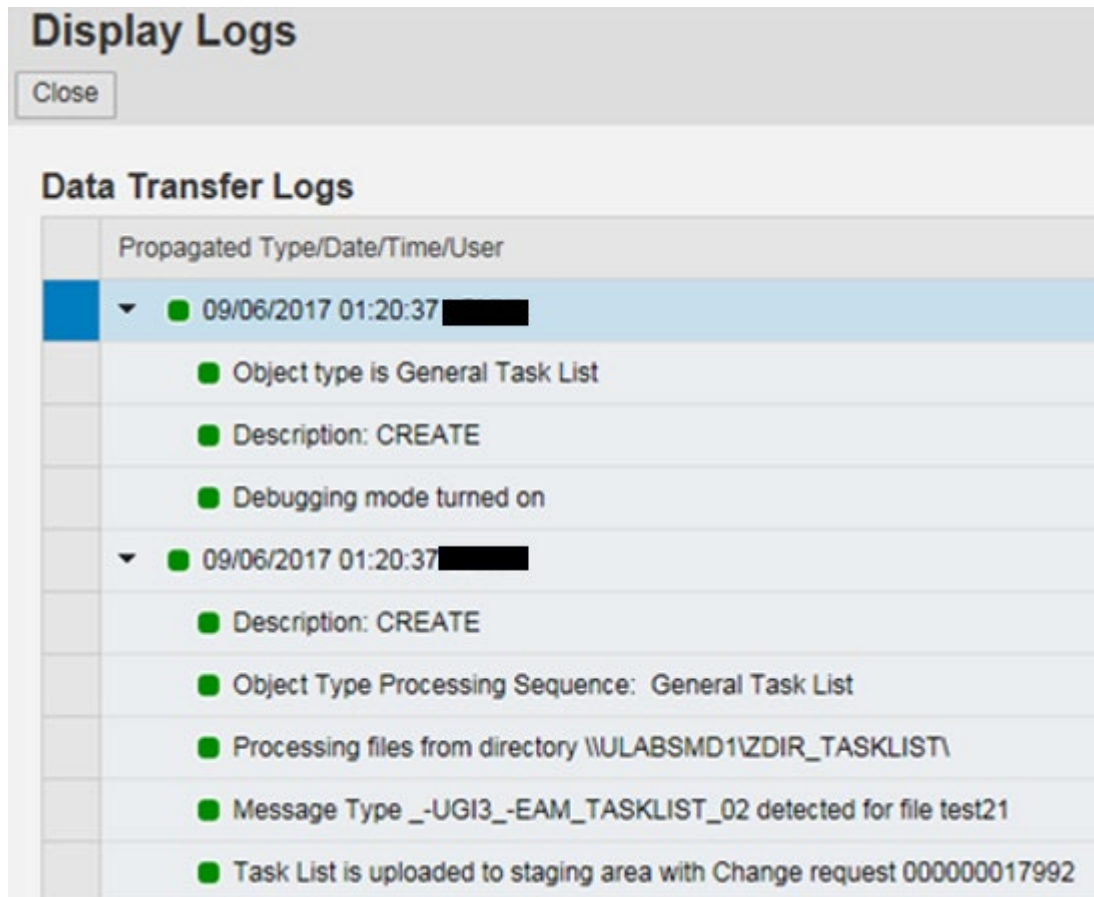 Display Logs
Close
Data Transfer Logs
Propagated Type/Date/Time/User
09/06/2017 01:20:37
Object type is General Task List
Description: CREATE
Debugging mode turned on
09/06/2017 01:20:37
Description: CREATE
Object Type Processing Sequence: General Task List
Processing files from directory \\ULABSMD1\ZDIR_TASKLIST\
Message Type _-UGI3_-EAM_TASKLIST_02 detected for file test21
Task List is uploaded to staging area with Change request 000000017992